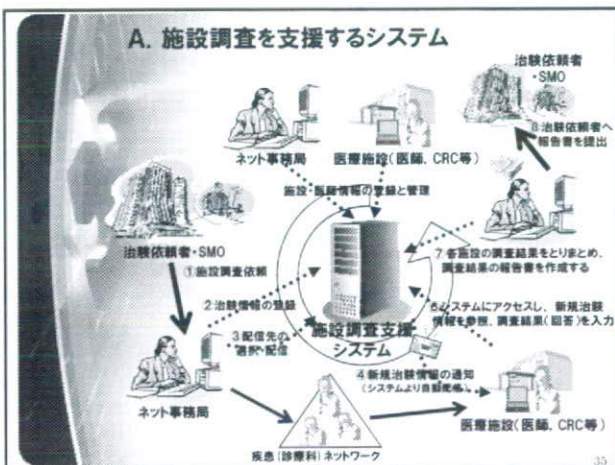 A. 施設調査を支援するシステム
治験依頼者
・SMO
8治験依頼者へ
報告書を提出
ネット事務局
医療施設(医師, CRC等)
施設・医師情報の登録と管理
治験依頼者・SMO
①施設調査依頼
7各施設の調査結果をとりまとめ、
調査結果の報告書を作成する
2治験情報の登録
3配信先の
選択・配信
施設調査支援
システム
システムにアクセスし、新規治験
情報を参照、調査結果(回答)を入力
④新規治験情報の通知
(システムより自動配信)
ネット事務局
医療施設(医師, CRC等)
疾患(診療科)ネットワーク
35